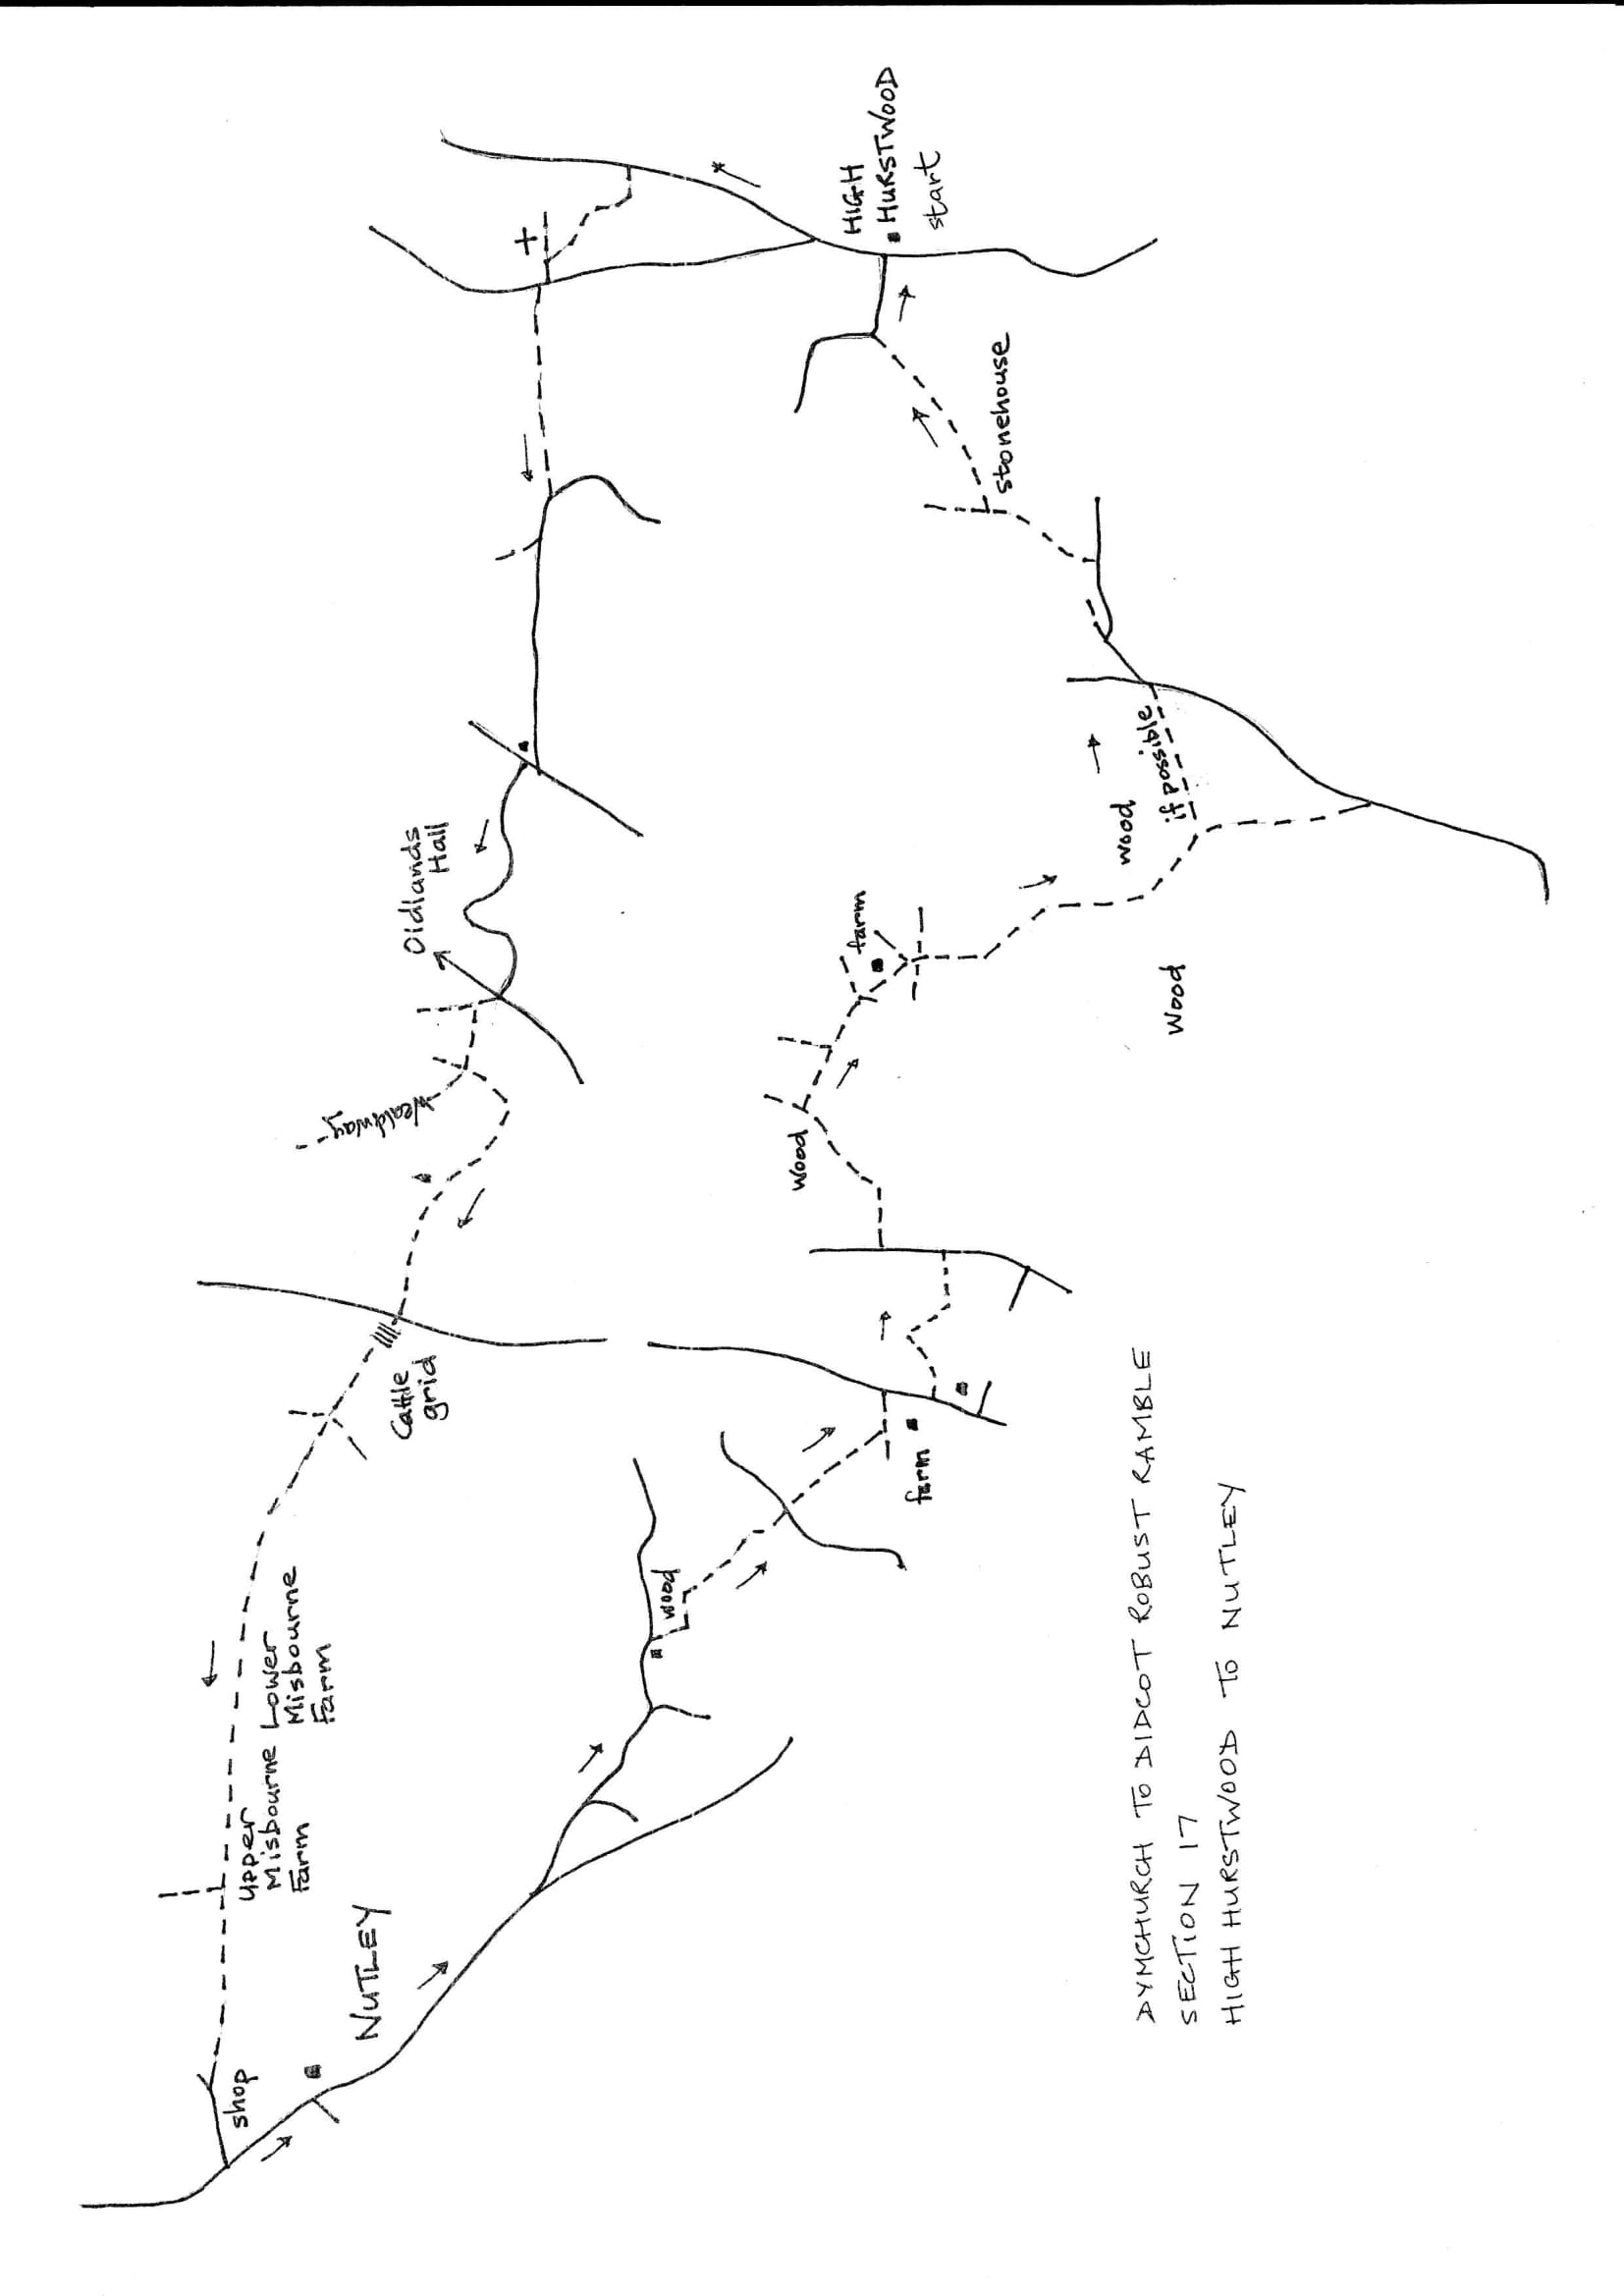 shop
Upper
Misbourne
Farm
Lower
Misbourne
Farm
NUTLEY
Cattle
grid
Wealdway
Oldlands
Hall
wood
farm
wood
farm
HIGH
HURSTWOOD
start
stonehouse
wood
if possible
Wood
DYMCHURCH TO DIDCOT ROBUST RAMBLE
SECTION 17
HIGH HURSTWOOD TO NUTLEY